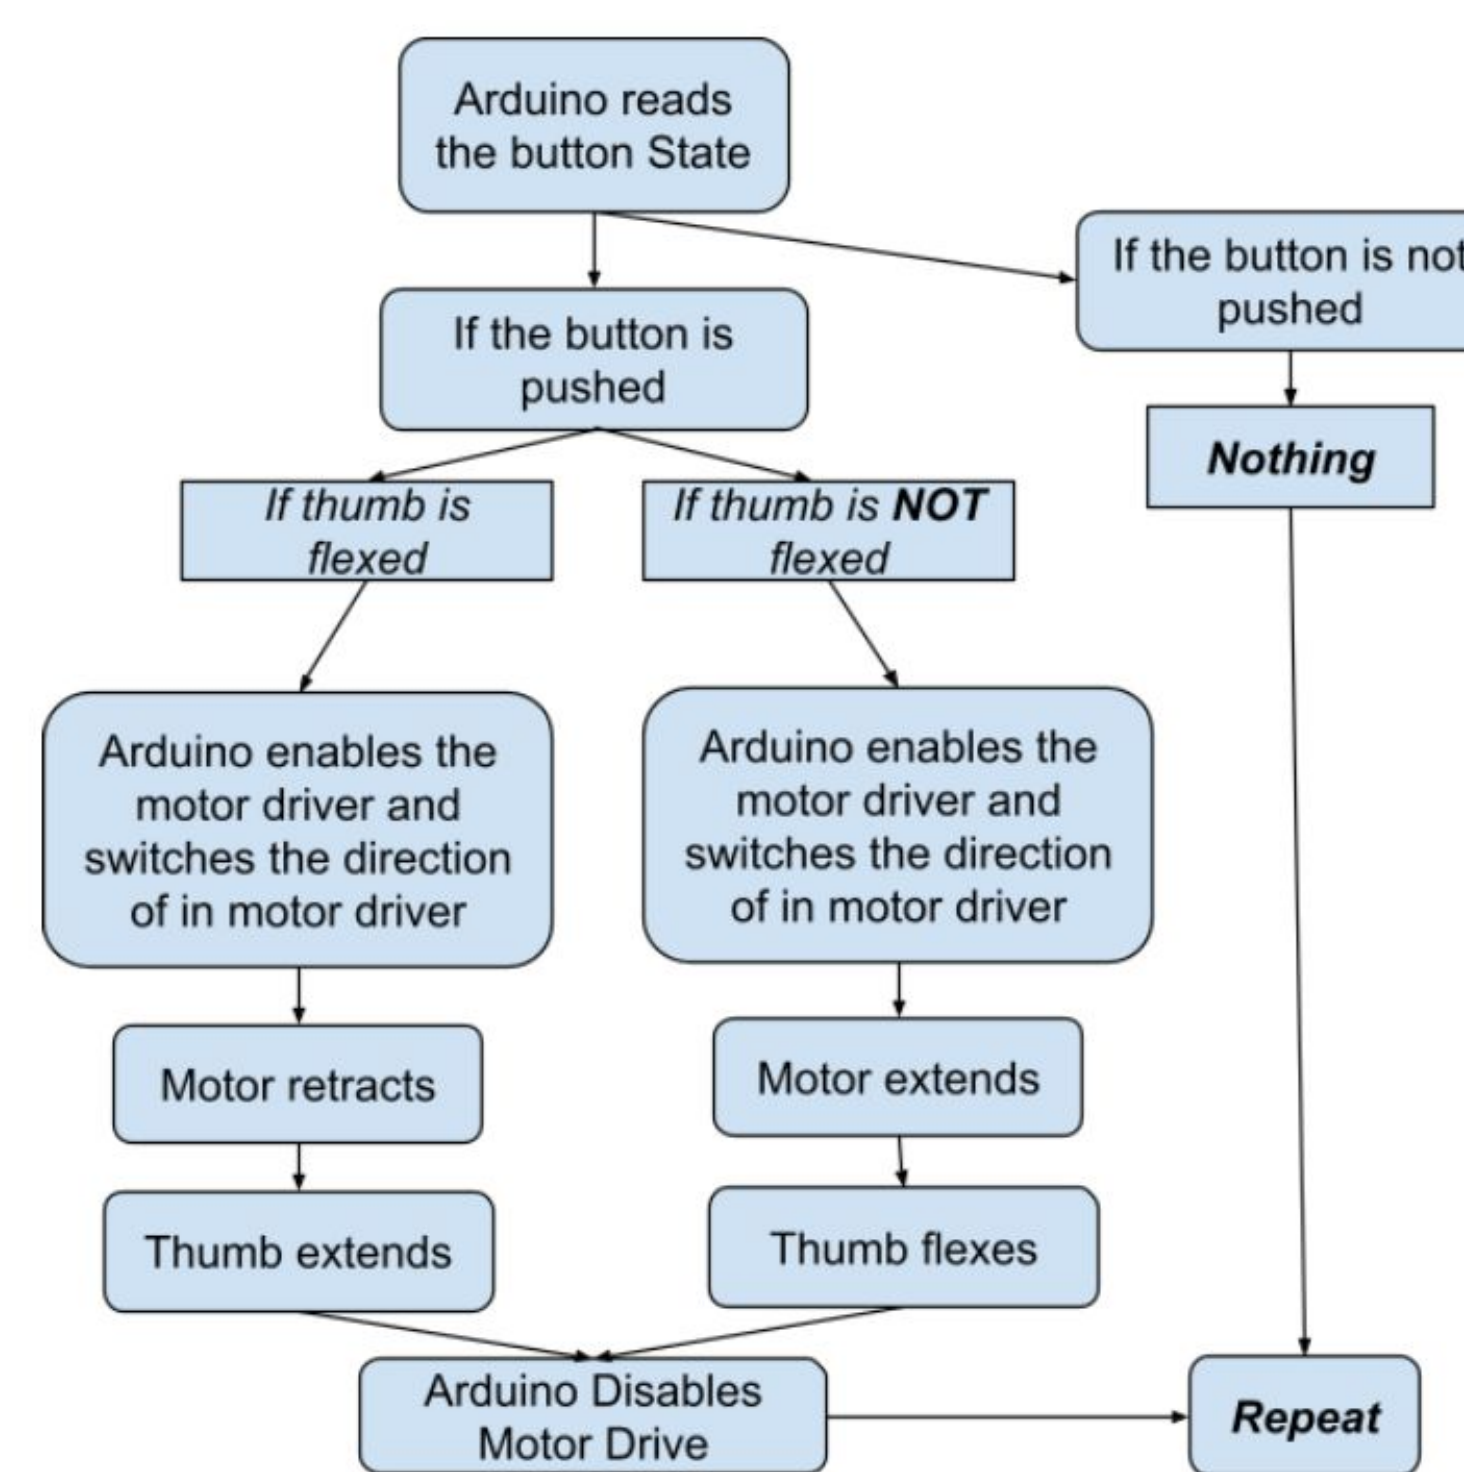 Arduino reads
the button State
If the button is not
pushed
If the button is
pushed
Nothing
If thumb is
flexed
If thumb is NOT
flexed
Arduino enables the
motor driver and
switches the direction
of in motor driver
Arduino enables the
motor driver and
switches the direction
of in motor driver
Motor retracts
Motor extends
Thumb extends
Thumb flexes
Arduino Disables
Motor Drive
Repeat